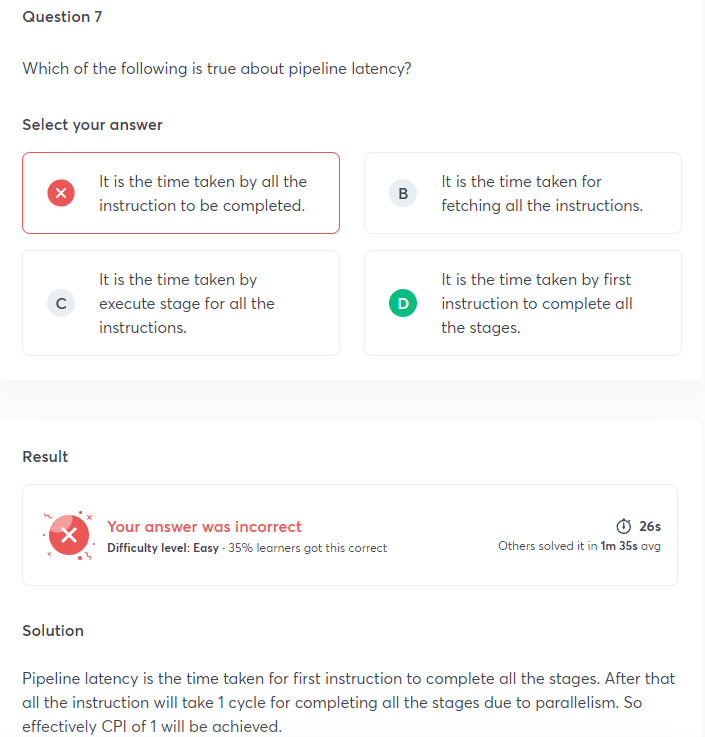 Question 7
Which of the following is true about pipeline latency?
Select your answer
It is the time taken by all the
instruction to be completed.
B
It is the time taken for
fetching all the instructions.
C
It is the time taken by
execute stage for all the
instructions.
D
It is the time taken by first
instruction to complete all
the stages.
Result
Your answer was incorrect
Difficulty level: Easy · 35% learners got this correct
26s
Others solved it in 1m 35s avg
Solution
Pipeline latency is the time taken for first instruction to complete all the stages. After that
all the instruction will take 1 cycle for completing all the stages due to parallelism. So
effectively CPI of 1 will be achieved.